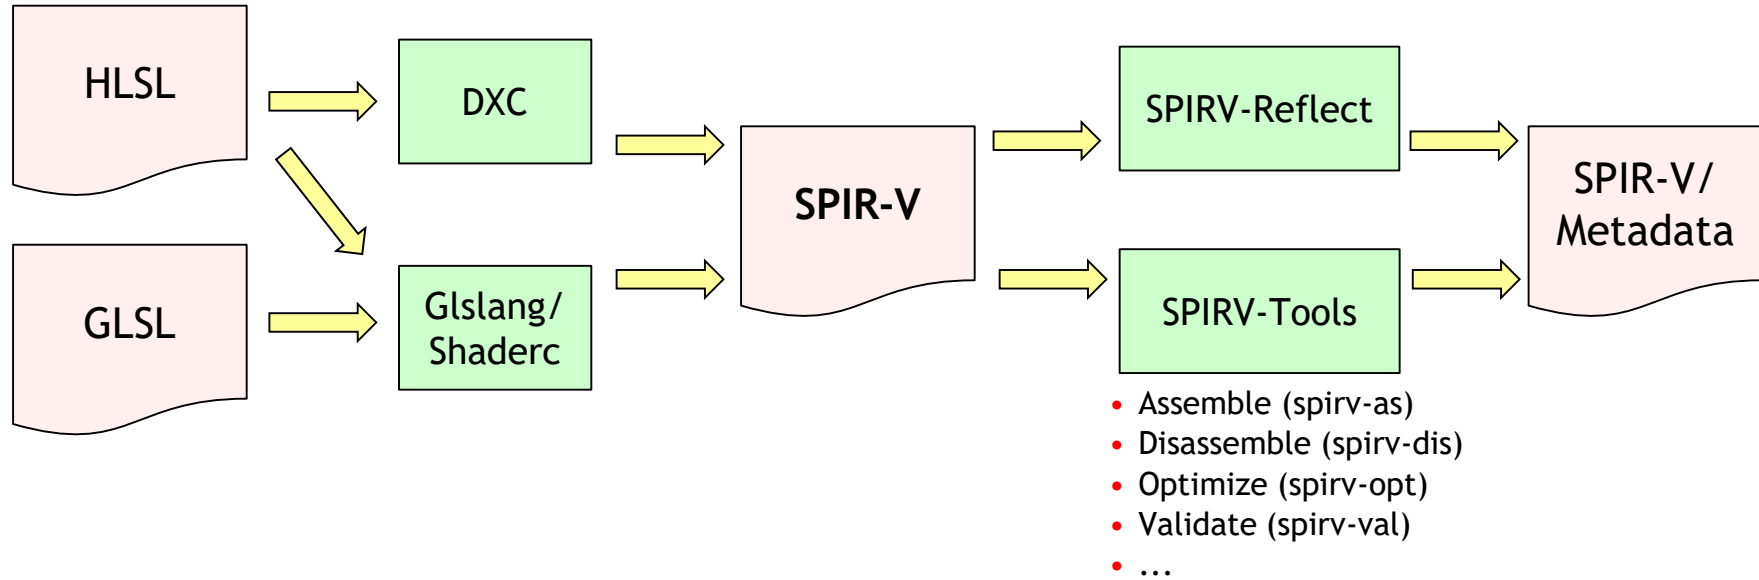 HLSL
DXC
GLSL
Glslang/
Shaderc
SPIR-V
SPIRV-Reflect
SPIRV-Tools
• Assemble (spirv-as)
• Disassemble (spirv-dis)
• Optimize (spirv-opt)
• Validate (spirv-val)
• ...
SPIR-V/
Metadata